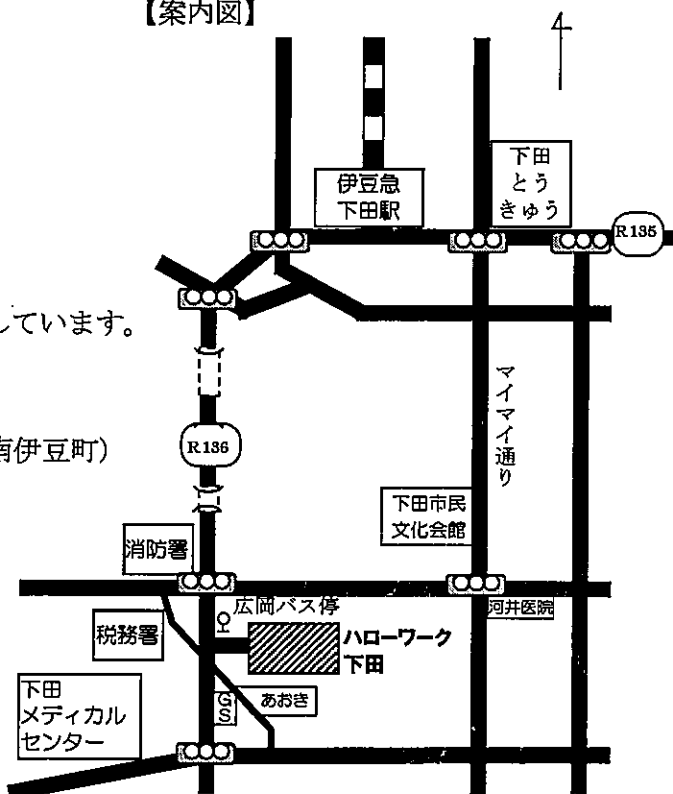 【案内図】
下田
とう
きゅう
伊豆急
下田駅
R135
しています。
マイマイ通り
南伊豆町）
R136
下田市民
文化会館
消防署
広岡バス停
河井医院
税務署
ハローワーク
下田
下田
メディカル
センター
GS
あおき